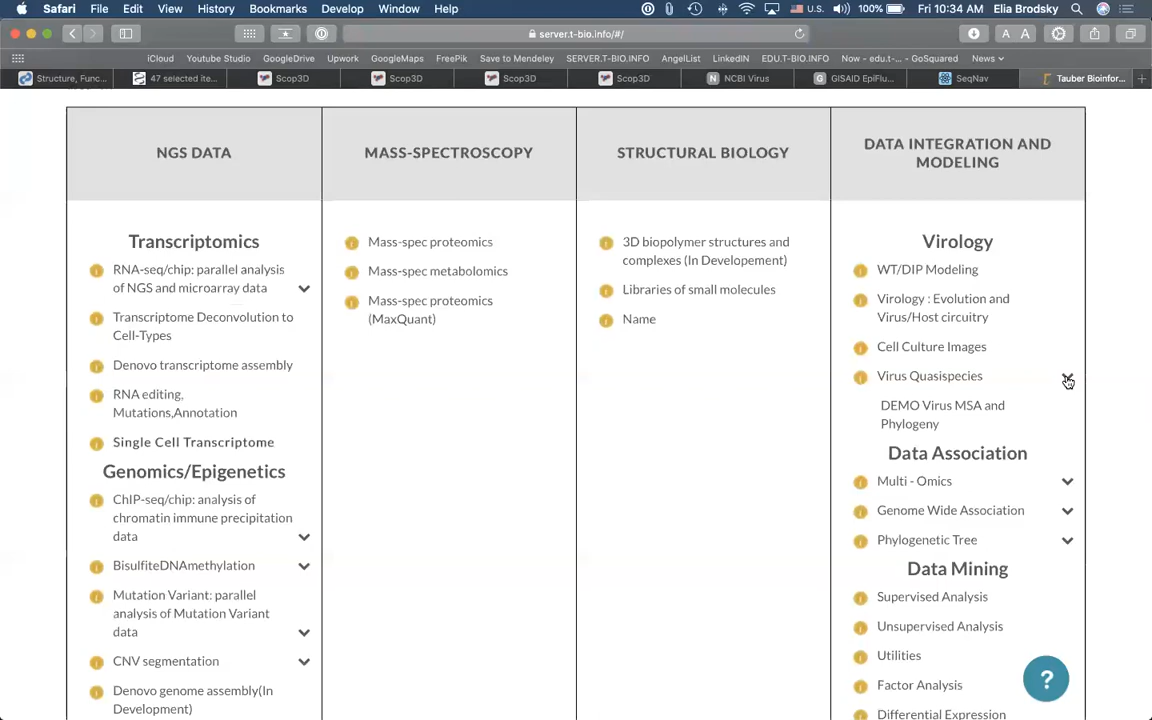 Safari File Edit View History Bookmarks Develop Window Help U.S. 100% Fri 10:34 AM Elia Brodsky
server.t-bio.info/#/ A A
iCloud Youtube Studio GoogleDrive Upwork GoogleMaps FreePik Save to Mendeley SERVER.T-BIO.INFO AngelList LinkedIN EDU.T-BIO.INFO Now - edu.t-... - GoSquared News
Structure, Func... 47 selected ite... Scop3D Scop3D Scop3D Scop3D NCBI Virus GISAID EpiFlu... SeqNav Tauber Bioinfor...
NGS DATA
Transcriptomics
RNA-seq/chip: parallel analysis
of NGS and microarray data
Transcriptome Deconvolution to
Cell-Types
Denovo transcriptome assembly
RNA editing,
Mutations,Annotation
Single Cell Transcriptome
Genomics/Epigenetics
ChIP-seq/chip: analysis of
chromatin immune precipitation
data
BisulfiteDNAmethylation
Mutation Variant: parallel
analysis of Mutation Variant
data
CNV segmentation
Denovo genome assembly(In
Development)
MASS-SPECTROSCOPY
Mass-spec proteomics
Mass-spec metabolomics
Mass-spec proteomics
(MaxQuant)
STRUCTURAL BIOLOGY
3D biopolymer structures and
complexes (In Developement)
Libraries of small molecules
Name
DATA INTEGRATION AND
MODELING
Virology
WT/DIP Modeling
Virology : Evolution and
Virus/Host circuitry
Cell Culture Images
Virus Quasispecies
DEMO Virus MSA and
Phylogeny
Data Association
Multi - Omics
Genome Wide Association
Phylogenetic Tree
Data Mining
Supervised Analysis
Unsupervised Analysis
Utilities
Factor Analysis
Differential Expression
?